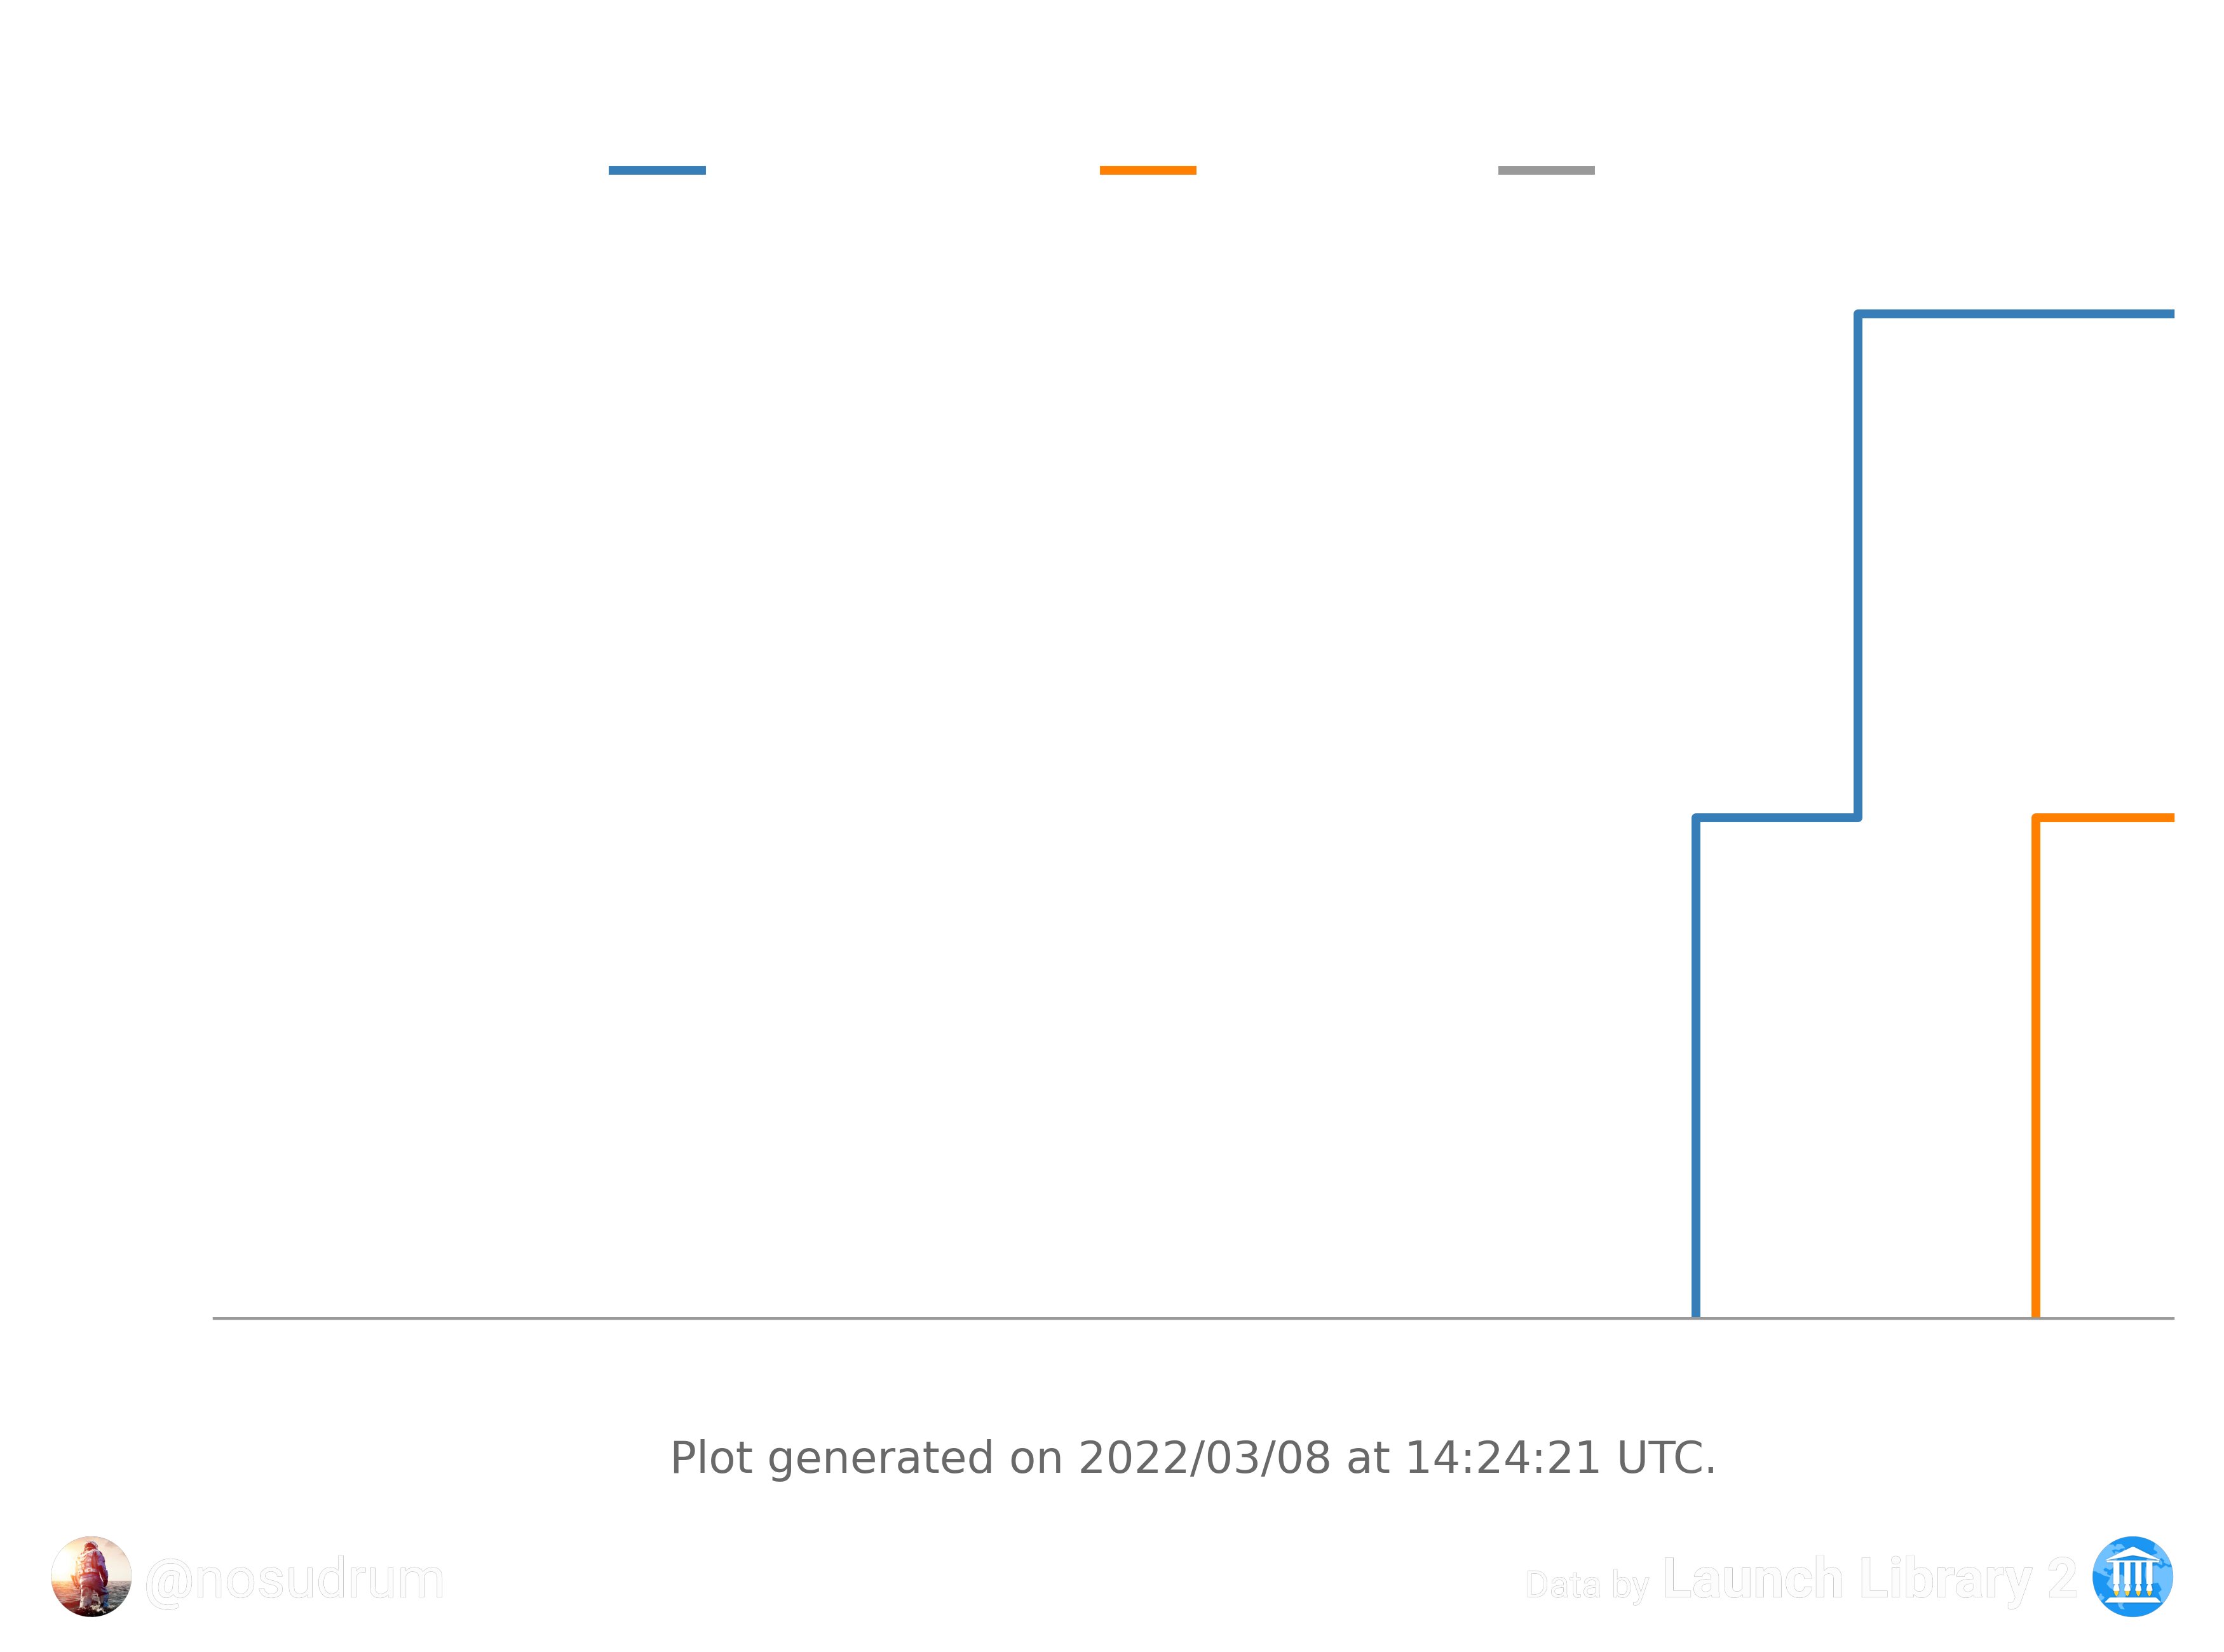 Plot generated on 2022/03/08 at 14:24:21 UTC.
@nosudrum
Data by Launch Library 2